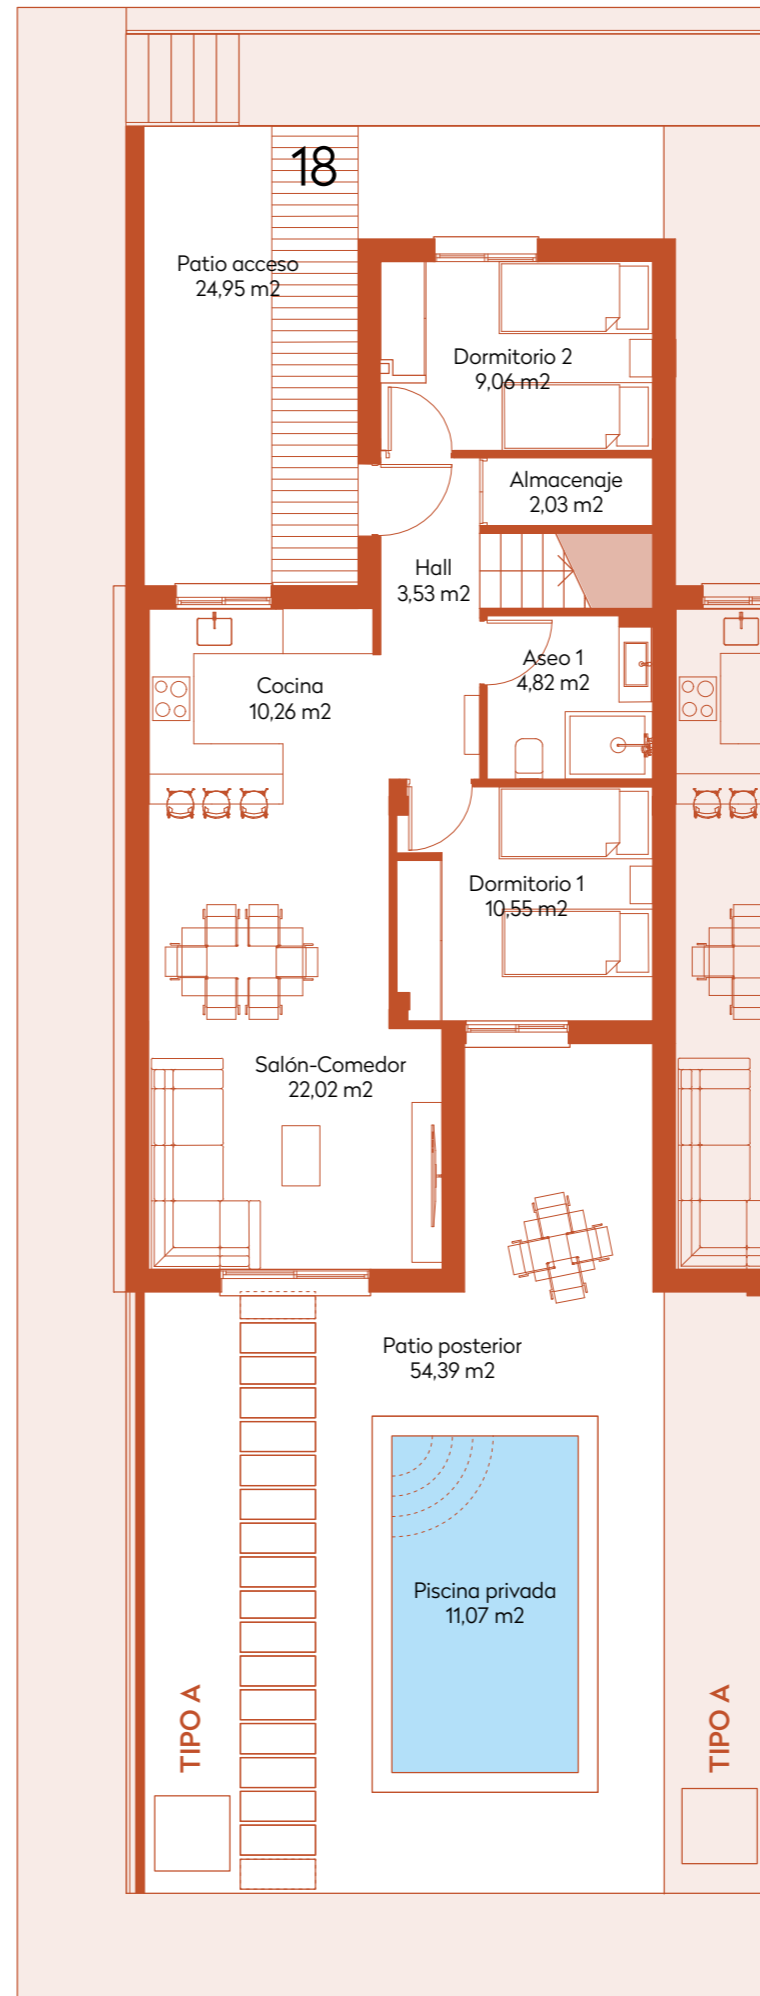 18
Patio acceso
24,95 m2
Dormitorio 2
9,06 m2
Almacenaje
2,03 m2
Hall
3,53 m2
Aseo 1
4,82 m2
Cocina
10,26 m2
Dormitorio 1
10,55 m2
Salón-Comedor
22,02 m2
Patio posterior
54,39 m2
Piscina privada
11,07 m2
TIPO A
TIPO A